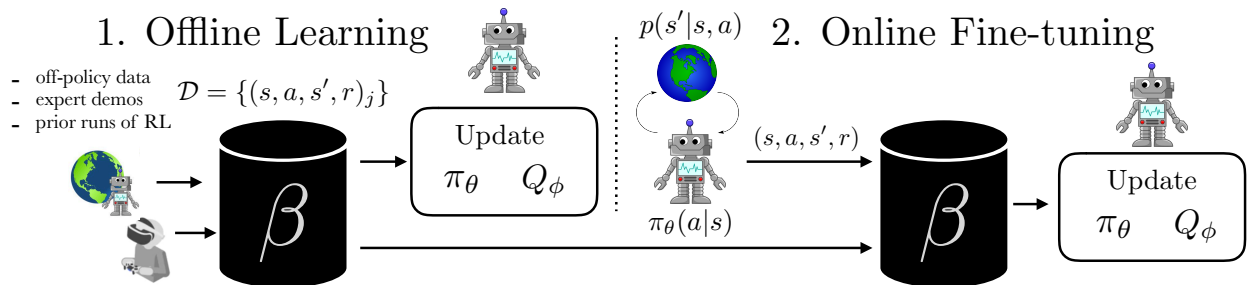 1. Offline Learning
- off-policy data
- expert demos
- prior runs of RL
𝒟 = {(s, a, s′, r)ⱼ}
β
Update
π_θ Q_ϕ
p(s′|s, a)
π_θ(a|s)
2. Online Fine-tuning
(s, a, s′, r)
β
Update
π_θ Q_ϕ